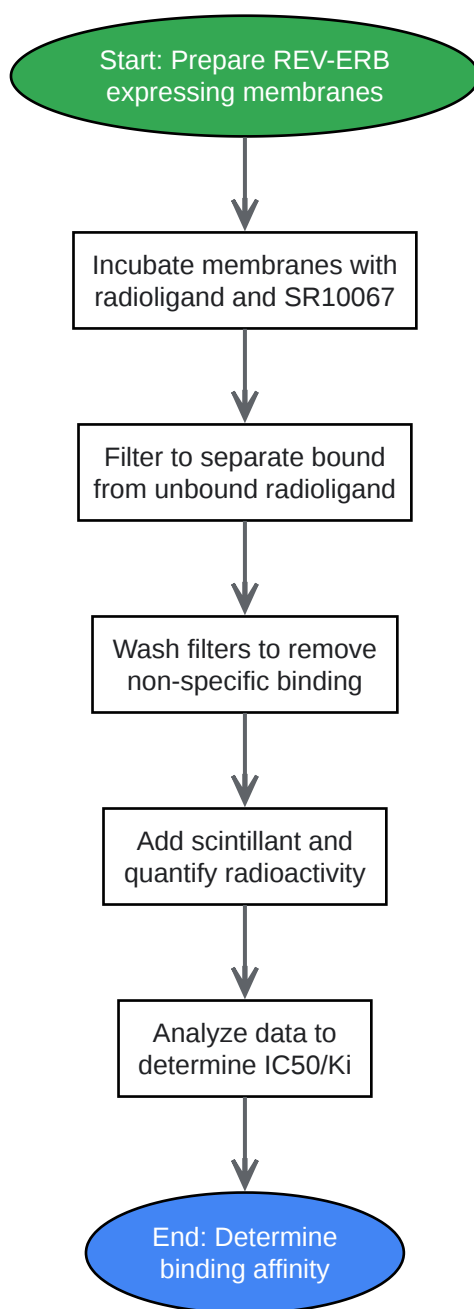 Start: Prepare REV-ERB
expressing membranes
Incubate membranes with
radioligand and SR10067
Filter to separate bound
from unbound radioligand
Wash filters to remove
non-specific binding
Add scintillant and
quantify radioactivity
Analyze data to
determine IC50/Ki
End: Determine
binding affinity